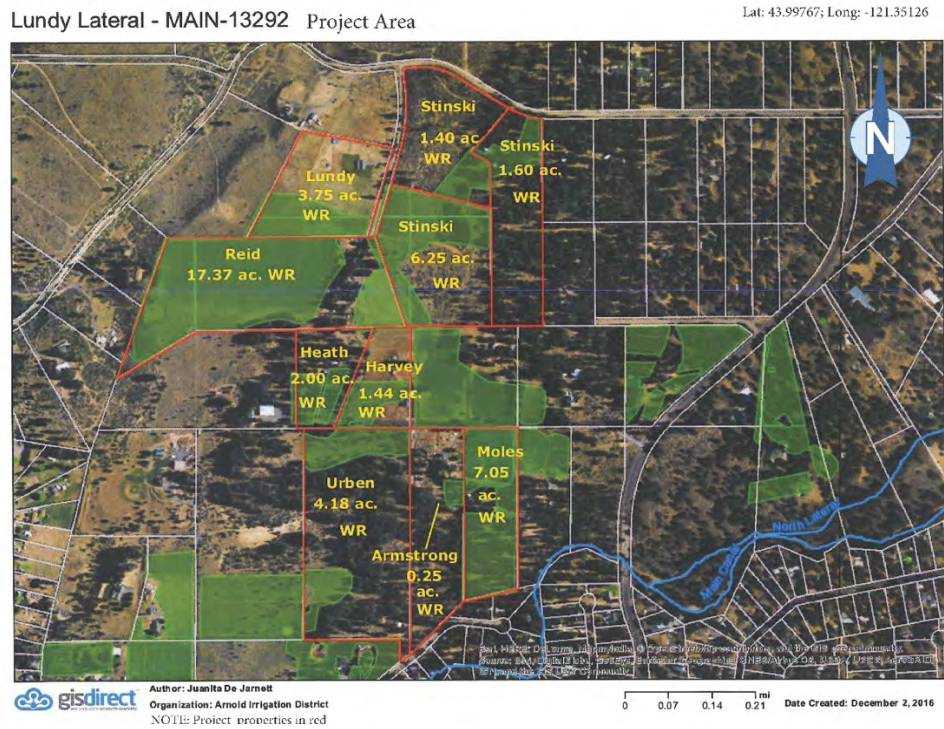 Lundy Lateral - MAIN-13292 Project Area
Lat: 43.99767; Long: -121.35126
N
Stinski
1.40 ac
WR
Stinski
1.60 ac.
WR
Lundy
3.75 ac.
WR
Stinski
6.25 ac.
WR
Reid
17.37 ac. WR
Heath
2.00 ac.
WR
Harvey
1.44 ac.
WR
Moles
7.05
ac.
WR
Urben
4.18 ac.
WR
Armstrong
0.25
ac.
WR
North Lateral
Main Canal
gisdirect
Author: Juanita De Jarnett
Organization: Arnold Irrigation District
NOTE: Project properties in red
mi
0 0.07 0.14 0.21
Date Created: December 2, 2016